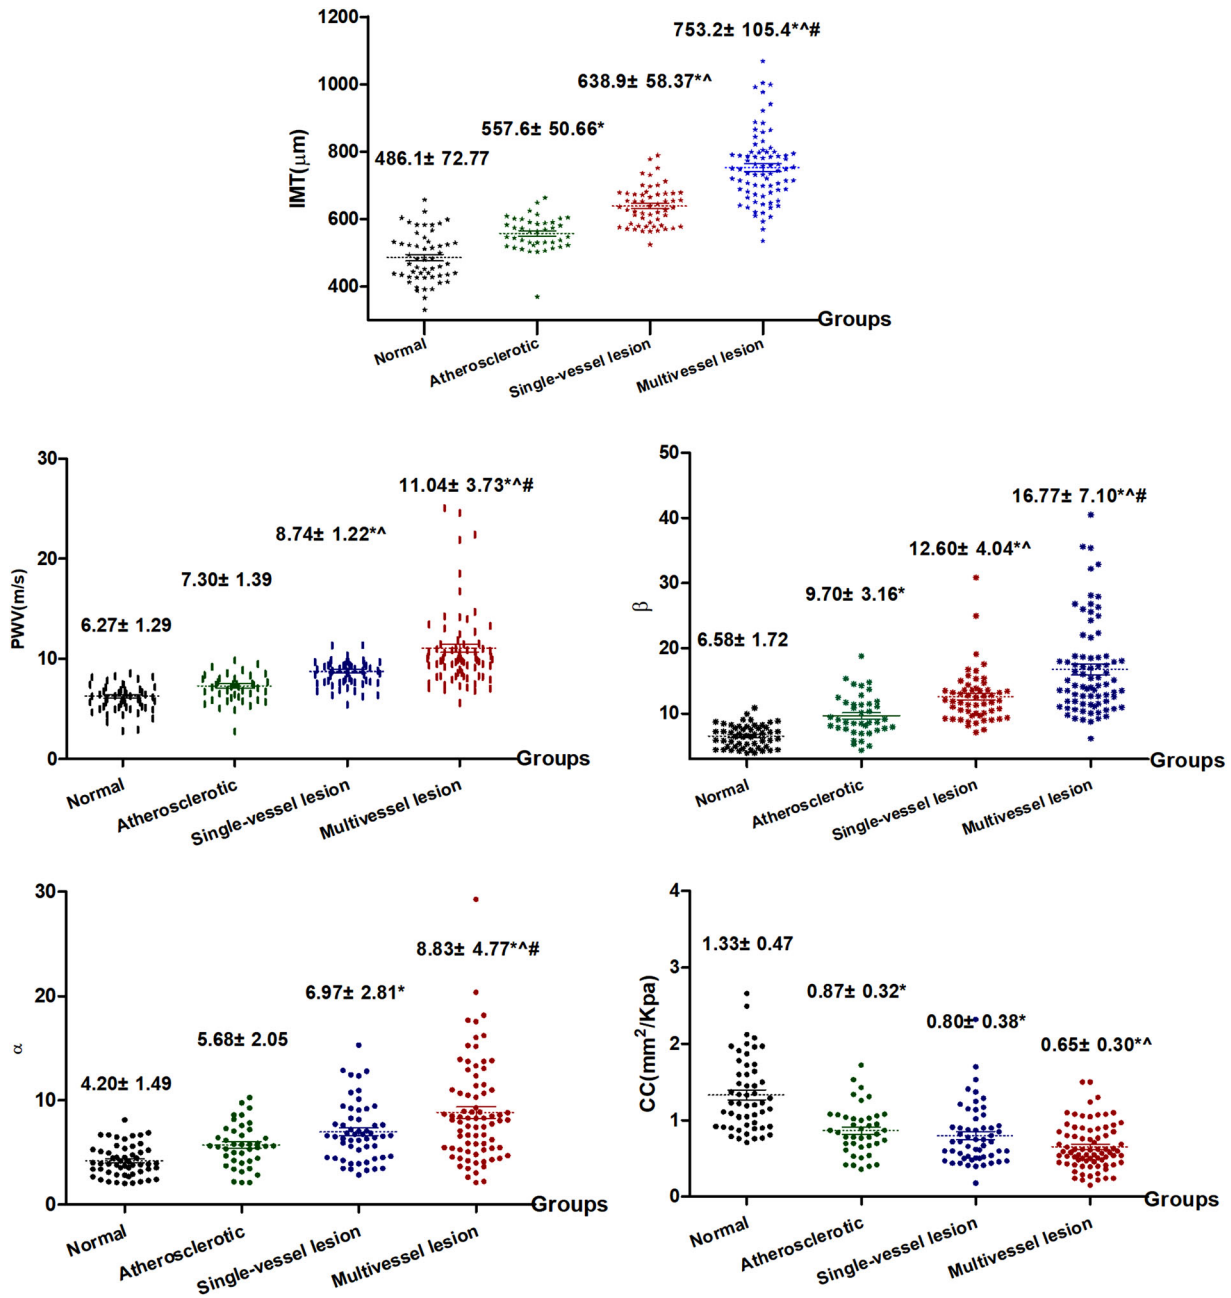 1200
1000
800
600
400
IMT(μm)
486.1± 72.77
557.6± 50.66*
638.9± 58.37*^
753.2± 105.4*^#
Groups
Normal
Atherosclerotic
Single-vessel lesion
Multivessel lesion
30
20
10
0
PWV(m/s)
6.27± 1.29
7.30± 1.39
8.74± 1.22*^
11.04± 3.73*^#
Groups
Normal
Atherosclerotic
Single-vessel lesion
Multivessel lesion
50
40
30
20
10
β
6.58± 1.72
9.70± 3.16*
12.60± 4.04*^
16.77± 7.10*^#
Groups
Normal
Atherosclerotic
Single-vessel lesion
Multivessel lesion
30
20
10
0
α
4.20± 1.49
5.68± 2.05
6.97± 2.81*
8.83± 4.77*^#
Groups
Normal
Atherosclerotic
Single-vessel lesion
Multivessel lesion
4
3
2
1
0
CC(mm²/Kpa)
1.33± 0.47
0.87± 0.32*
0.80± 0.38*
0.65± 0.30*^
Groups
Normal
Atherosclerotic
Single-vessel lesion
Multivessel lesion